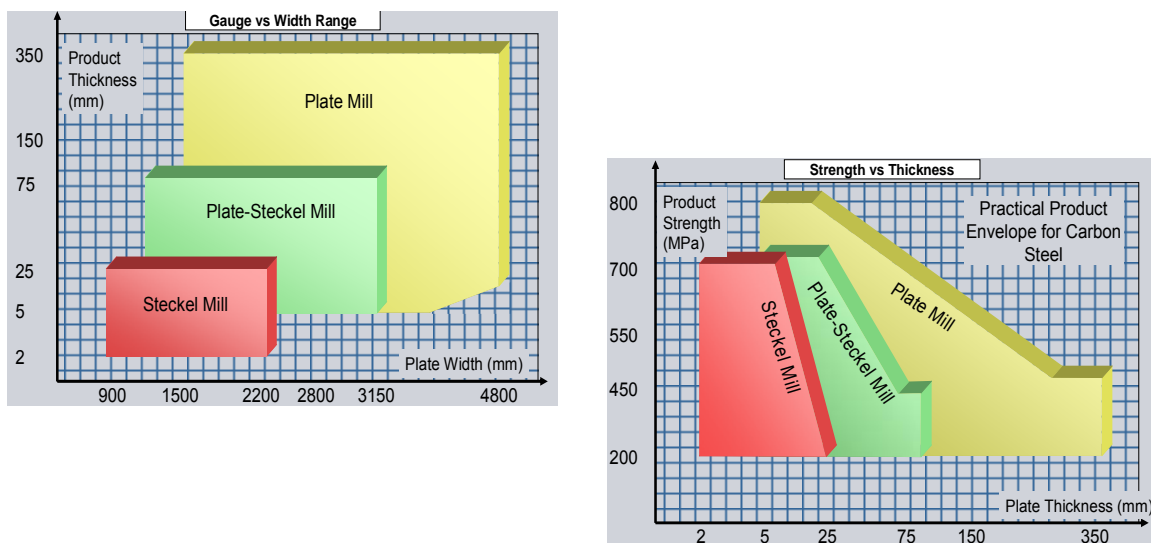 Gauge vs Width Range
350
Product
Thickness
(mm)
Plate Mill
150
75
Plate-Steckel Mill
25
Steckel Mill
5
2
Plate Width (mm)
900 1500 2200 2800 3150 4800
Strength vs Thickness
800
Product
Strength
(MPa)
Practical Product
Envelope for Carbon
Steel
700
Plate Mill
Plate-Steckel Mill
Steckel Mill
550
450
200
Plate Thickness (mm)
2 5 25 75 150 350